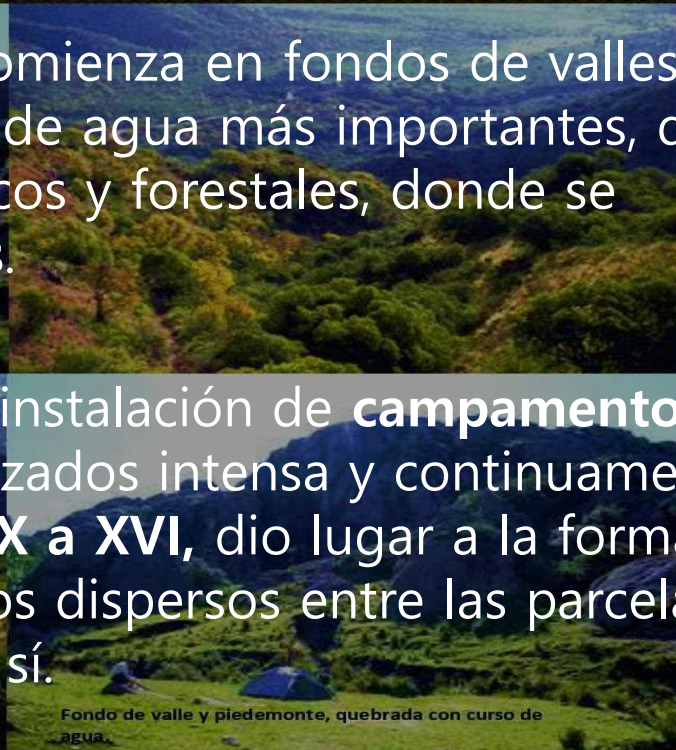 omienza en fondos de valles
de agua más importantes, c
cos y forestales, donde se
s.
instalación de campamento
zados intensa y continuame
X a XVI, dio lugar a la forma
os dispersos entre las parcela
sí.
Fondo de valle y piedemonte, quebrada con curso de
agua.